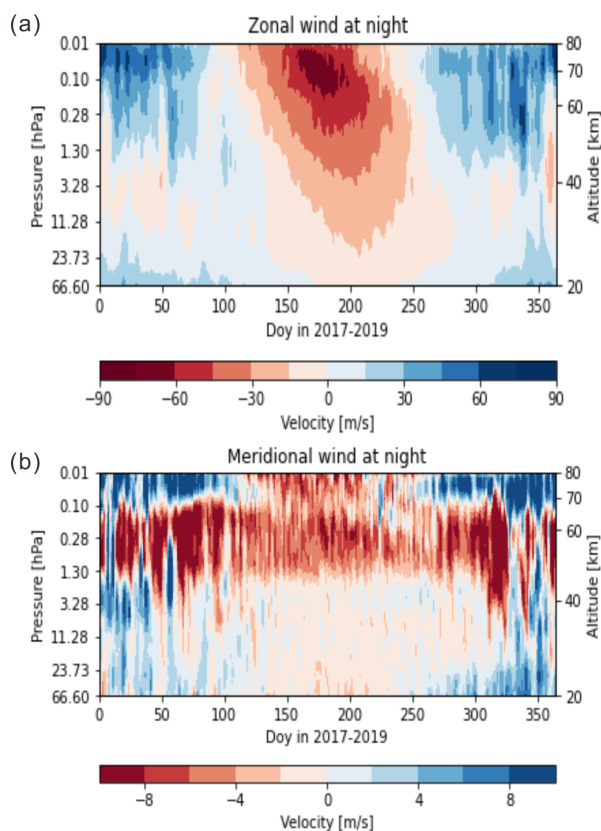 (a)
Zonal wind at night
0.01
0.10
0.28
1.30
3.28
11.28
23.73
66.60
Pressure [hPa]
80
70
60
40
20
Altitude [km]
0 50 100 150 200 250 300 350
Doy in 2017-2019
−90 −60 −30 0 30 60 90
Velocity [m/s]
(b)
Meridional wind at night
0.01
0.10
0.28
1.30
3.28
11.28
23.73
66.60
Pressure [hPa]
80
70
60
40
20
Altitude [km]
0 50 100 150 200 250 300 350
Doy in 2017-2019
−8 −4 0 4 8
Velocity [m/s]